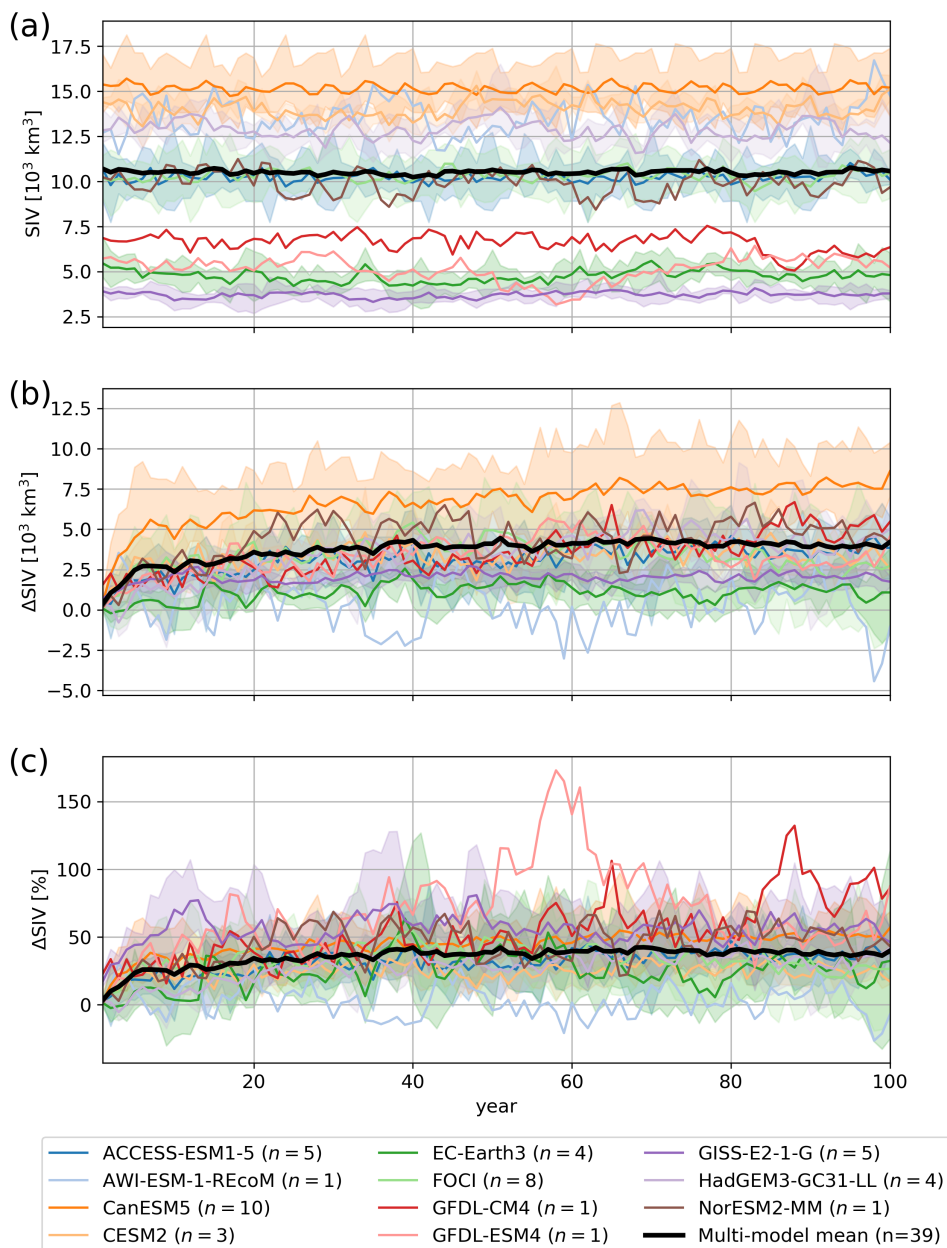 (a)
17.5
15.0
12.5
10.0
7.5
5.0
2.5
SIV [10³ km³]
(b)
12.5
10.0
7.5
5.0
2.5
0.0
−2.5
−5.0
ΔSIV [10³ km³]
(c)
150
100
50
0
ΔSIV [%]
20 40 60 80 100
year
ACCESS-ESM1-5 (n = 5) EC-Earth3 (n = 4) GISS-E2-1-G (n = 5)
AWI-ESM-1-REcoM (n = 1) FOCI (n = 8) HadGEM3-GC31-LL (n = 4)
CanESM5 (n = 10) GFDL-CM4 (n = 1) NorESM2-MM (n = 1)
CESM2 (n = 3) GFDL-ESM4 (n = 1) Multi-model mean (n=39)